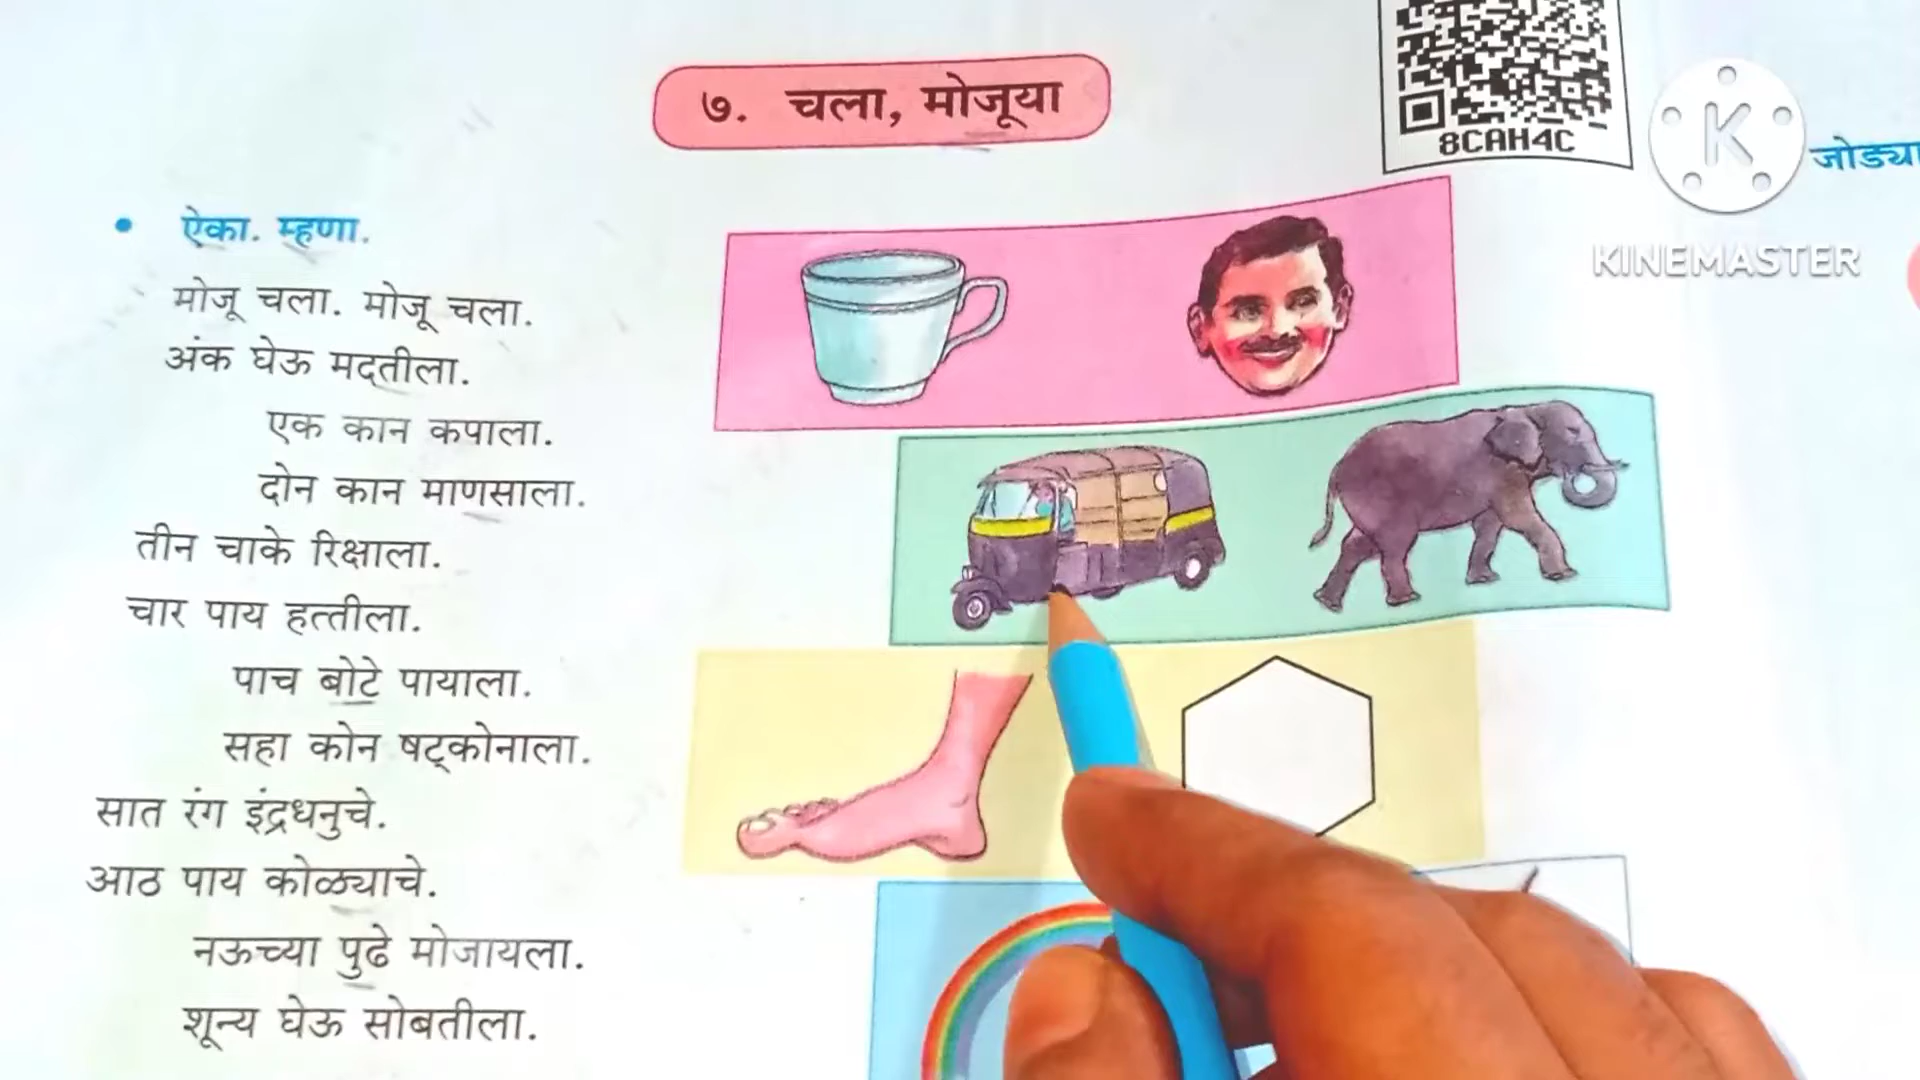 ७. चला, मोजूया
8CAH4C
KINEMASTER
जोड्या
• ऐका. म्हणा.
मोजू चला. मोजू चला.
अंक घेऊ मदतीला.
एक कान कपाला.
दोन कान माणसाला.
तीन चाके रिक्षाला.
चार पाय हत्तीला.
पाच बोटे पायाला.
सहा कोन षट्कोनाला.
सात रंग इंद्रधनुचे.
आठ पाय कोळ्याचे.
नऊच्या पुढे मोजायला.
शून्य घेऊ सोबतीला.